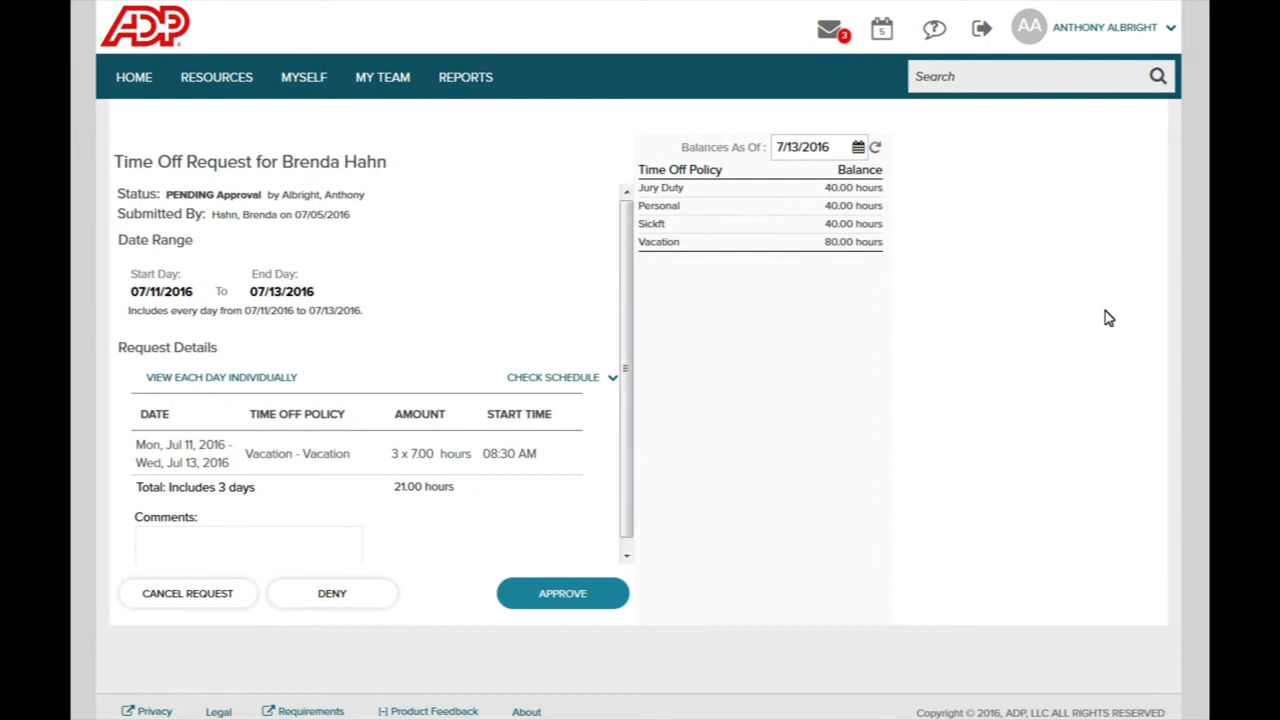 ADP
3
5
?
AA
ANTHONY ALBRIGHT
HOME RESOURCES MYSELF MY TEAM REPORTS
Search
Time Off Request for Brenda Hahn
Status: PENDING Approval by Albright, Anthony
Submitted By: Hahn, Brenda on 07/05/2016
Date Range
Start Day: End Day:
07/11/2016 To 07/13/2016
Includes every day from 07/11/2016 to 07/13/2016.
Request Details
VIEW EACH DAY INDIVIDUALLY CHECK SCHEDULE
DATE TIME OFF POLICY AMOUNT START TIME
Mon, Jul 11, 2016 -
Wed, Jul 13, 2016
Vacation - Vacation 3 x 7.00 hours 08:30 AM
Total: Includes 3 days 21.00 hours
Comments:
CANCEL REQUEST DENY APPROVE
Balances As Of : 7/13/2016
Time Off Policy Balance
Jury Duty 40.00 hours
Personal 40.00 hours
Sickft 40.00 hours
Vacation 80.00 hours
Privacy Legal Requirements [-] Product Feedback About
Copyright © 2016, ADP, LLC ALL RIGHTS RESERVED